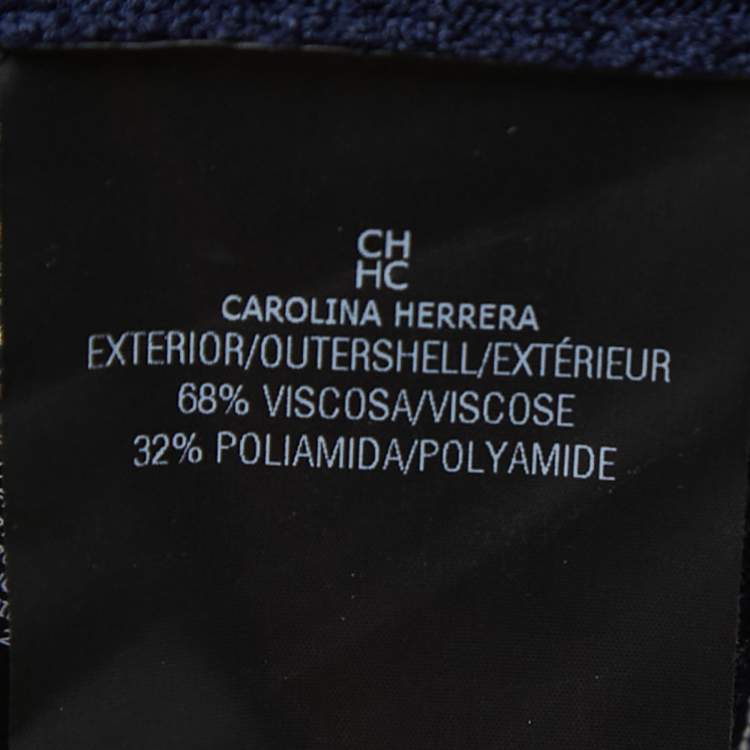 CH
HC
CAROLINA HERRERA
EXTERIOR/OUTERSHELL/EXTÉRIEUR
68% VISCOSA/VISCOSE
32% POLIAMIDA/POLYAMIDE